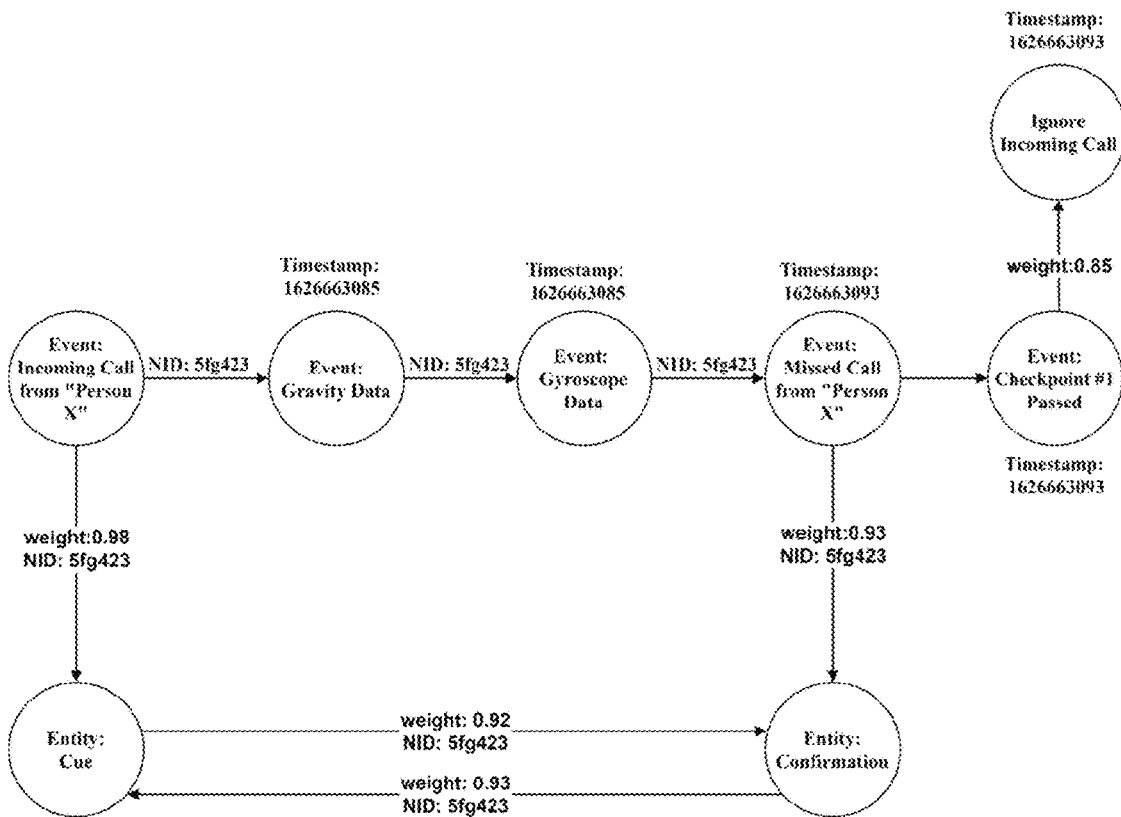 Timestamp:
1626663093
Ignore
Incoming Call
weight:0.85
Timestamp:
1626663085
Timestamp:
1626663085
Timestamp:
1626663093
Event:
Incoming Call
from "Person
X"
NID: 5fg423
Event:
Gravity Data
NID: 5fg423
Event:
Gyroscope
Data
NID: 5fg423
Event:
Missed Call
from "Person
X"
Event:
Checkpoint #1
Passed
Timestamp:
1626663093
weight:0.98
NID: 5fg423
weight:0.93
NID: 5fg423
Entity:
Cue
weight: 0.92
NID: 5fg423
weight: 0.93
NID: 5fg423
Entity:
Confirmation